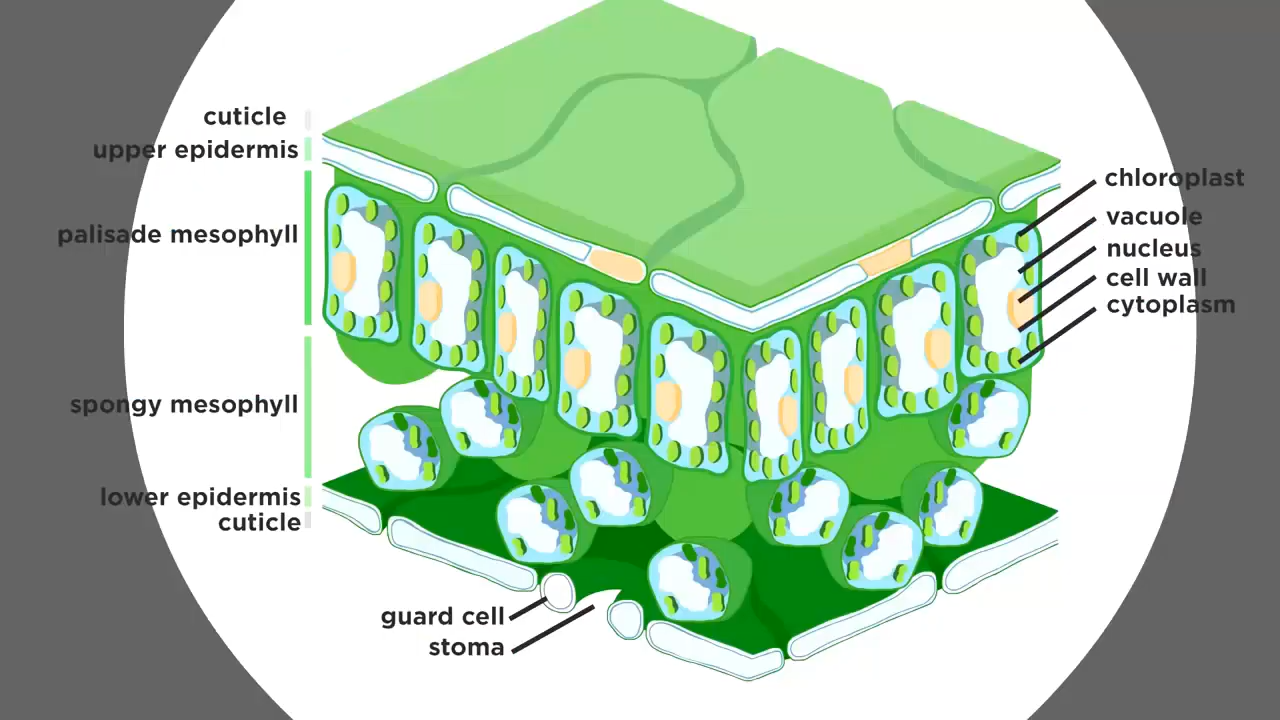 cuticle
upper epidermis
palisade mesophyll
spongy mesophyll
lower epidermis
cuticle
guard cell
stoma
chloroplast
vacuole
nucleus
cell wall
cytoplasm